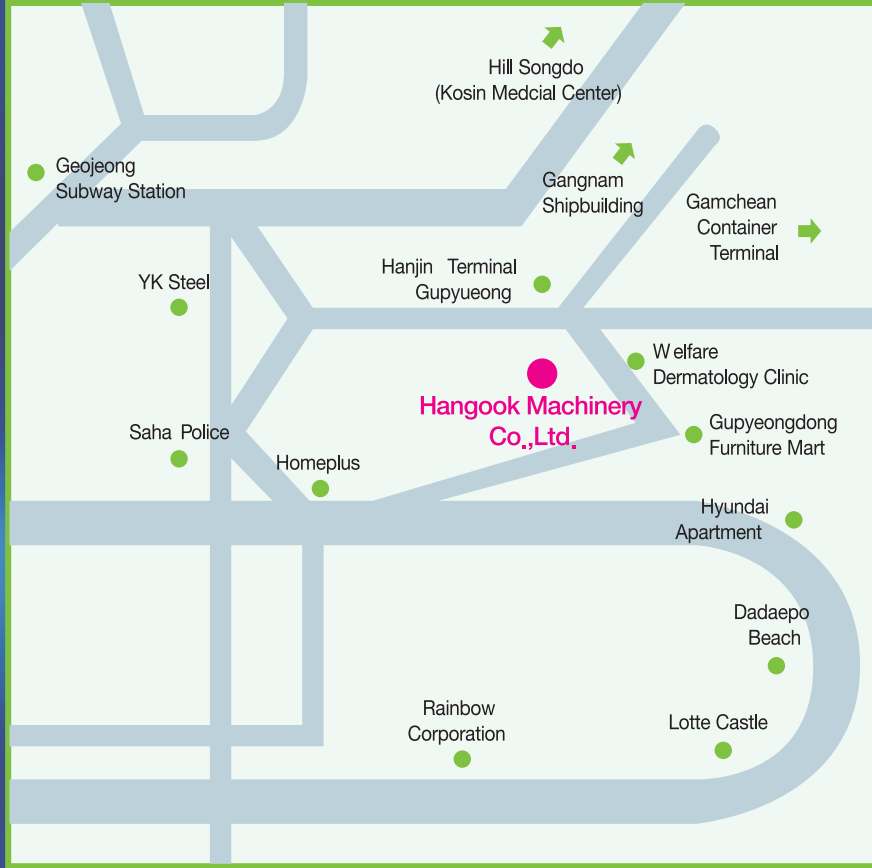 Hill Songdo
(Kosin Medcial Center)
Geojeong
Subway Station
Gangnam
Shipbuilding
Gamchean
Container
Terminal
Hanjin Terminal
Gupyueong
YK Steel
Welfare
Dermatology Clinic
Hangook Machinery
Co.,Ltd.
Gupyeongdong
Furniture Mart
Saha Police
Homeplus
Hyundai
Apartment
Dadaepo
Beach
Rainbow
Corporation
Lotte Castle